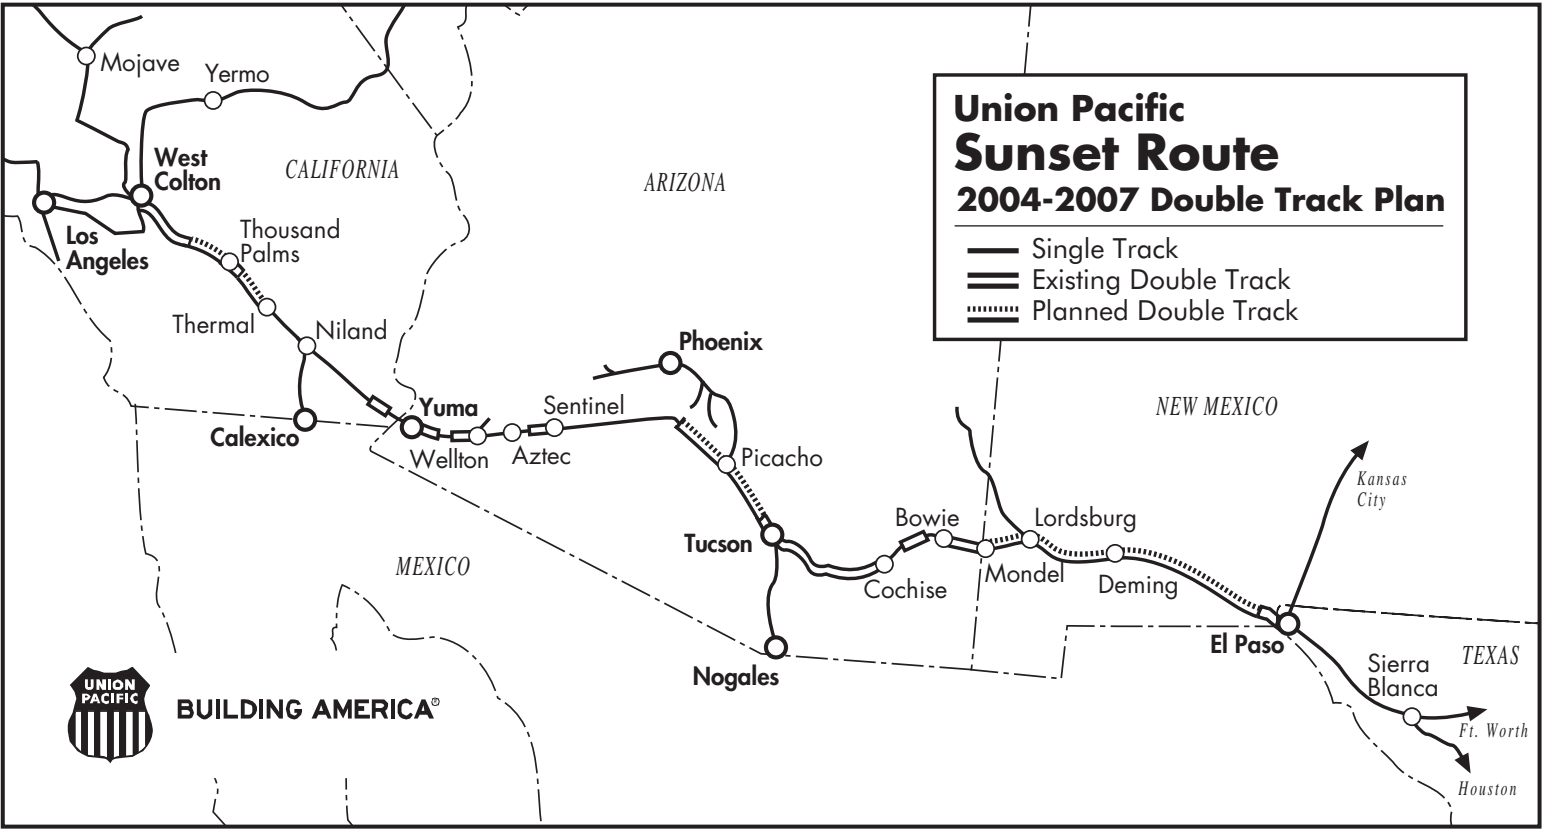 Mojave
Yermo
West
Colton
CALIFORNIA
ARIZONA
Union Pacific
Sunset Route
2004-2007 Double Track Plan
Single Track
Existing Double Track
Planned Double Track
Los
Angeles
Thousand
Palms
Thermal
Niland
Calexico
Yuma
Wellton
Aztec
Sentinel
Phoenix
Picacho
Tucson
Nogales
Cochise
Bowie
Mondel
Lordsburg
Deming
NEW MEXICO
Kansas
City
El Paso
TEXAS
Sierra
Blanca
Ft. Worth
Houston
MEXICO
UNION
PACIFIC
BUILDING AMERICA®